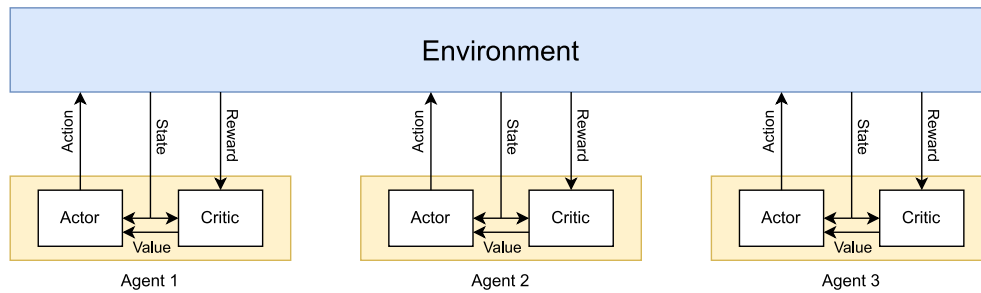 Environment
Action
State
Reward
Action
State
Reward
Action
State
Reward
Actor
Critic
Value
Actor
Critic
Value
Actor
Critic
Value
Agent 1
Agent 2
Agent 3